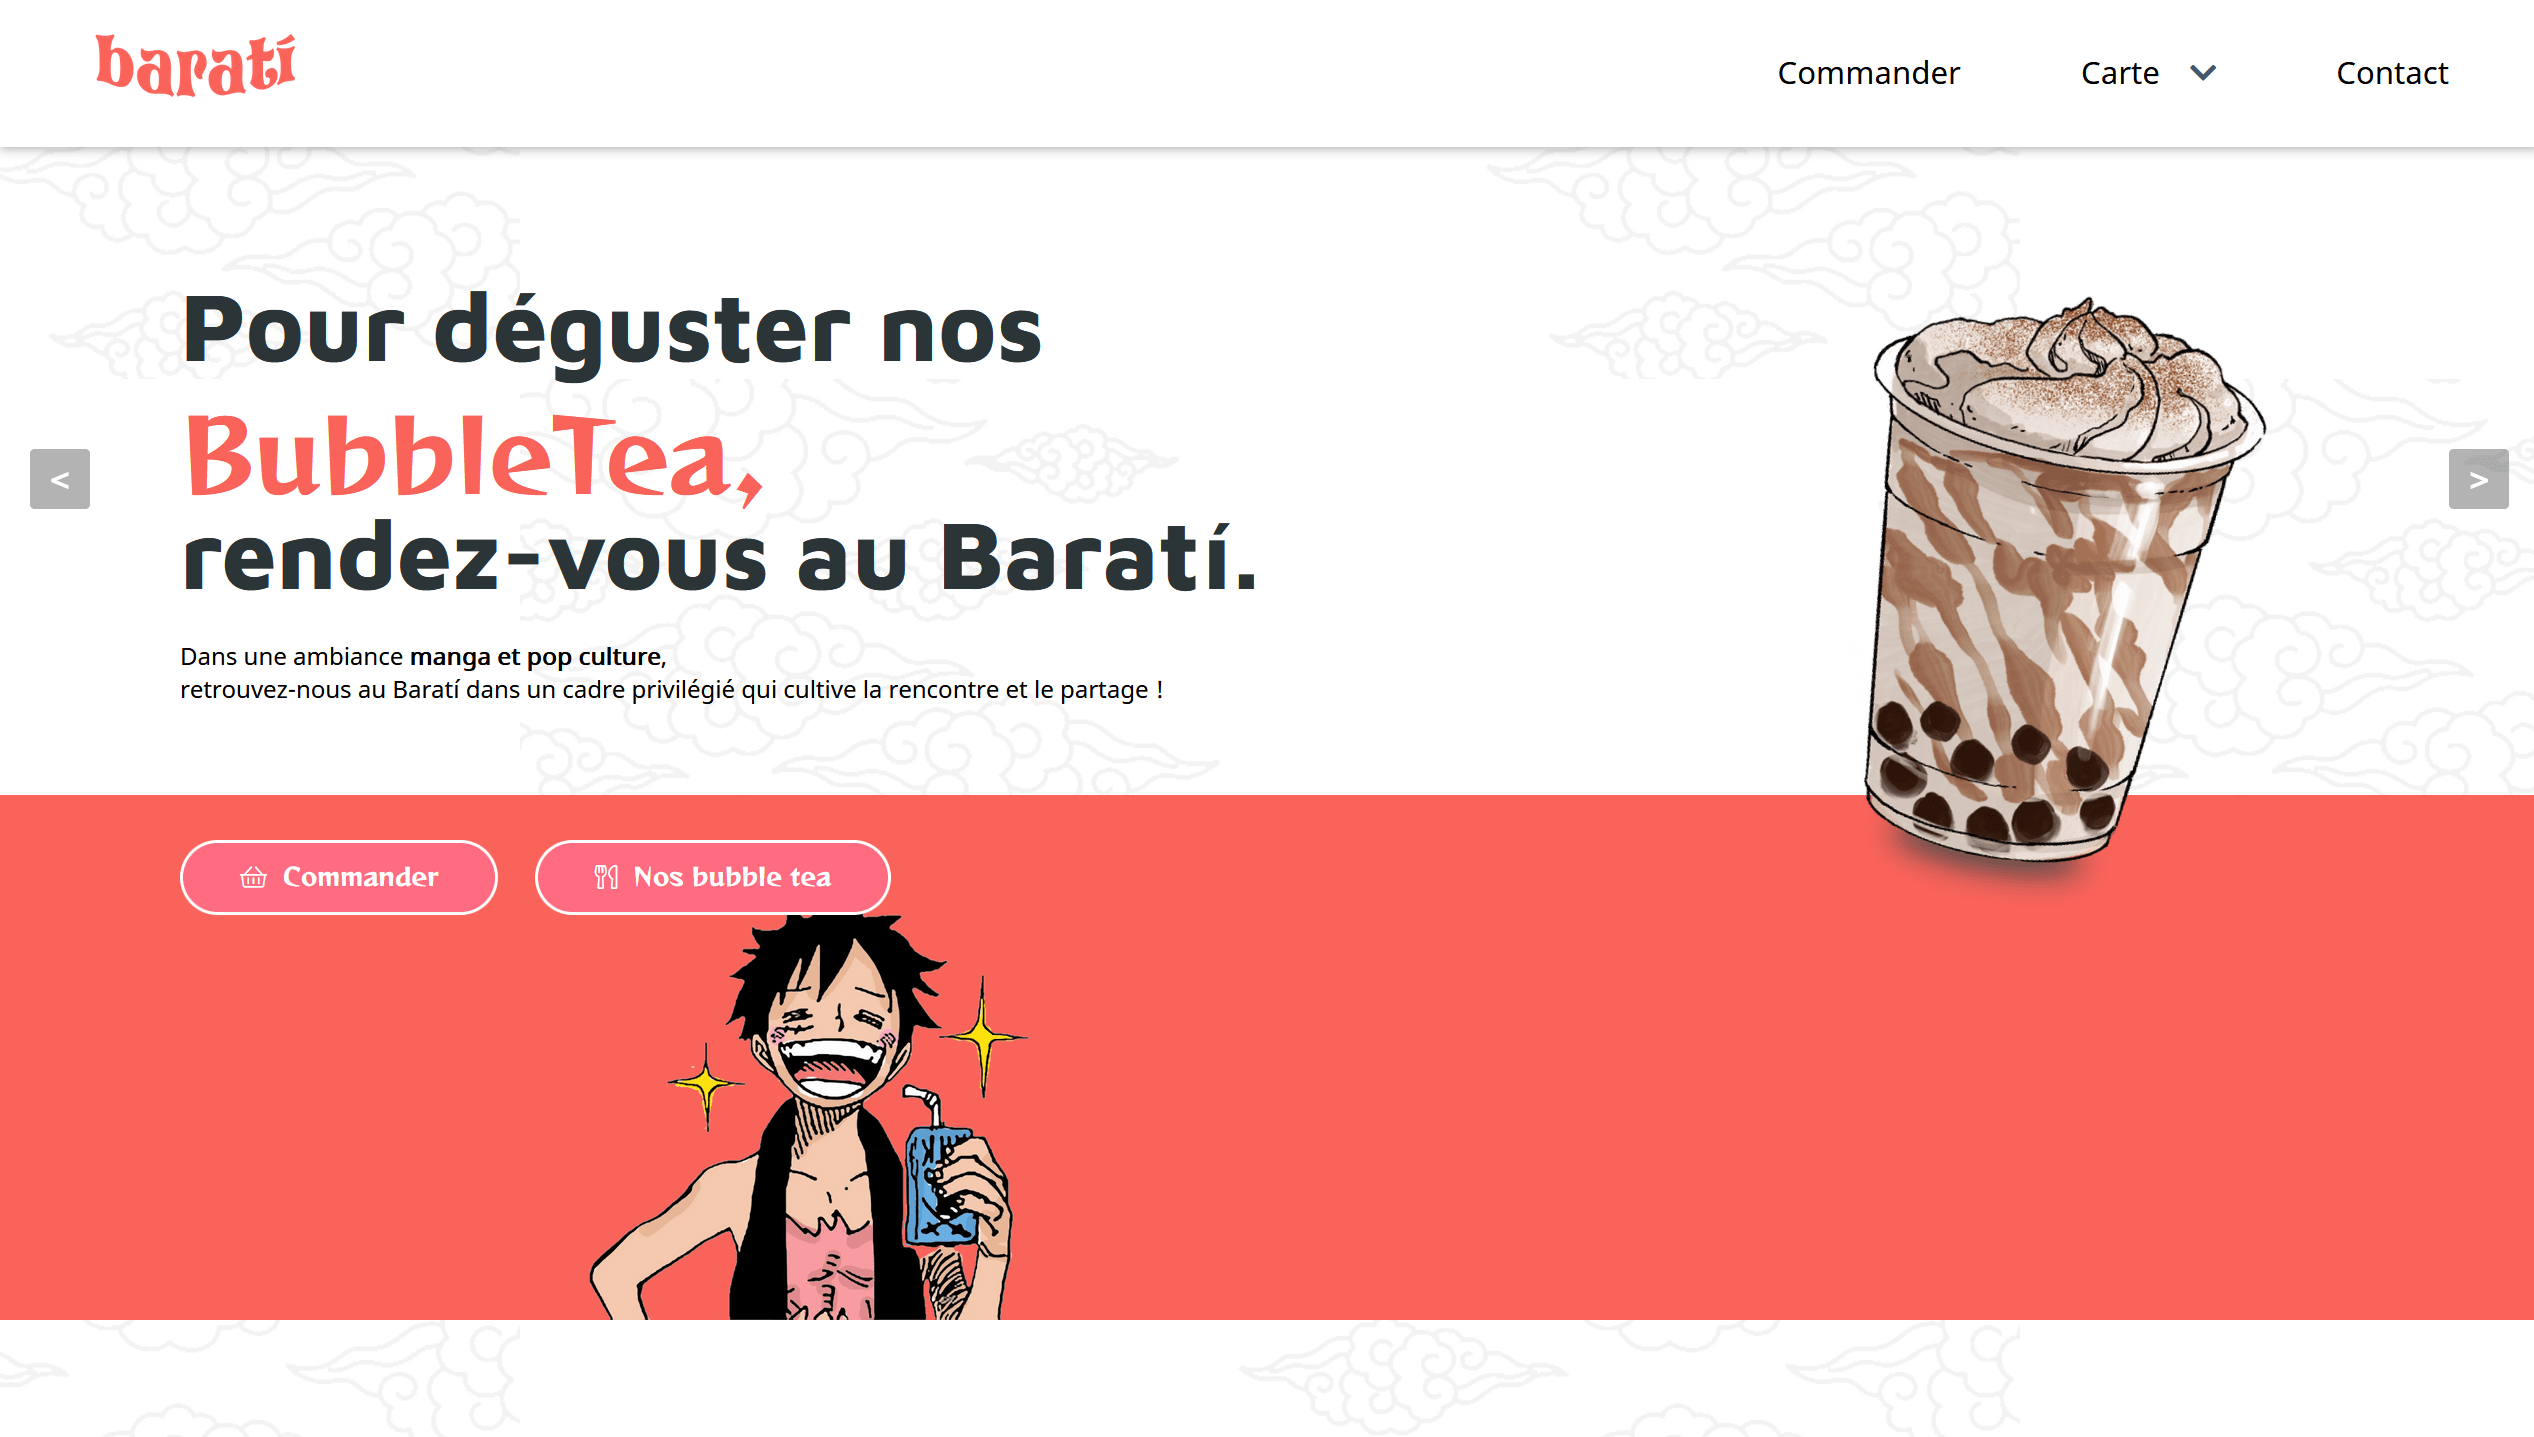 baratí
Commander
Carte
Contact
Pour déguster nos
BubbleTea,
rendez-vous au Baratí.
Dans une ambiance manga et pop culture,
retrouvez-nous au Baratí dans un cadre privilégié qui cultive la rencontre et le partage !
<
>
Commander
Nos bubble tea